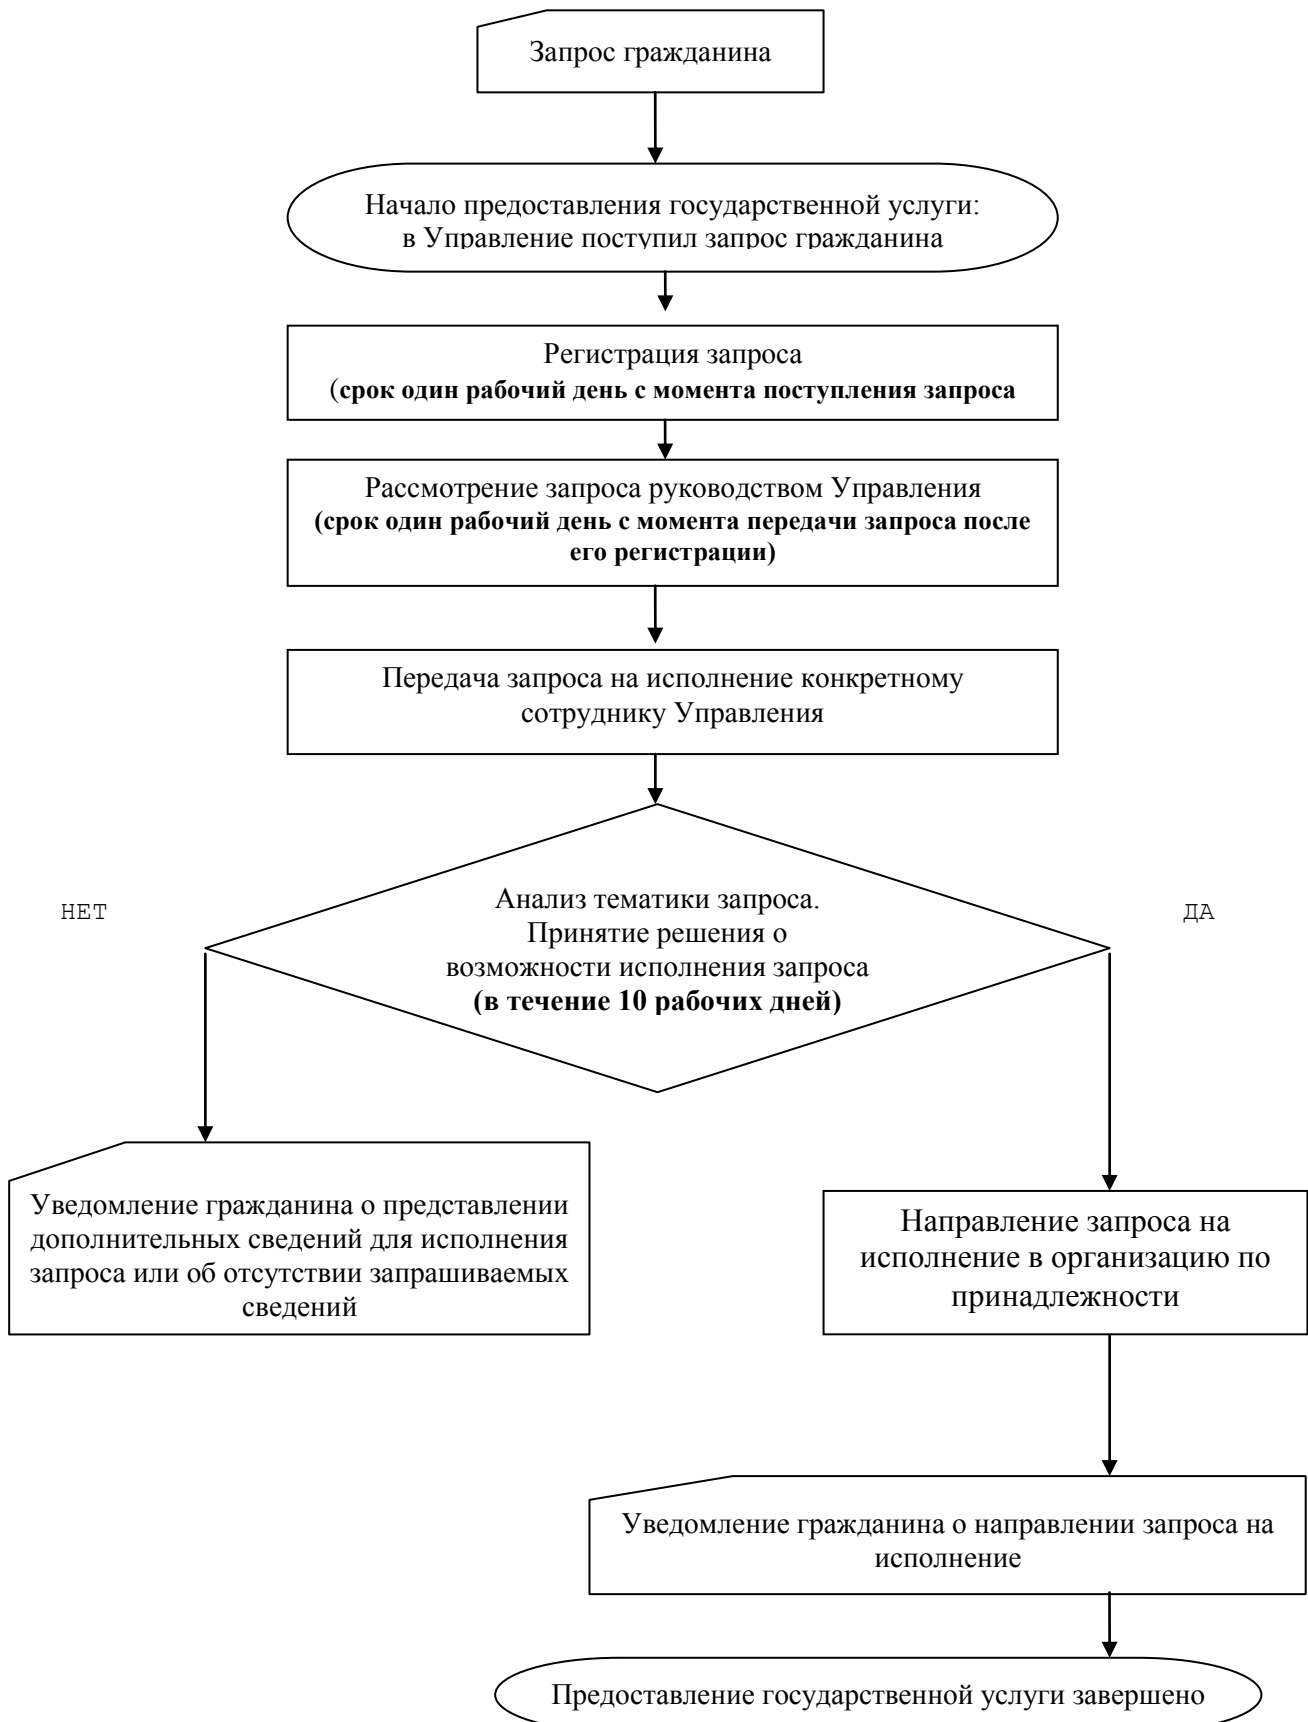 Запрос гражданина
Начало предоставления государственной услуги:
в Управление поступил запрос гражданина
Регистрация запроса
(срок один рабочий день с момента поступления запроса
Рассмотрение запроса руководством Управления
(срок один рабочий день с момента передачи запроса после
его регистрации)
Передача запроса на исполнение конкретному
сотруднику Управления
НЕТ
Анализ тематики запроса.
Принятие решения о
возможности исполнения запроса
(в течение 10 рабочих дней)
ДА
Уведомление гражданина о представлении
дополнительных сведений для исполнения
запроса или об отсутствии запрашиваемых
сведений
Направление запроса на
исполнение в организацию по
принадлежности
Уведомление гражданина о направлении запроса на
исполнение
Предоставление государственной услуги завершено